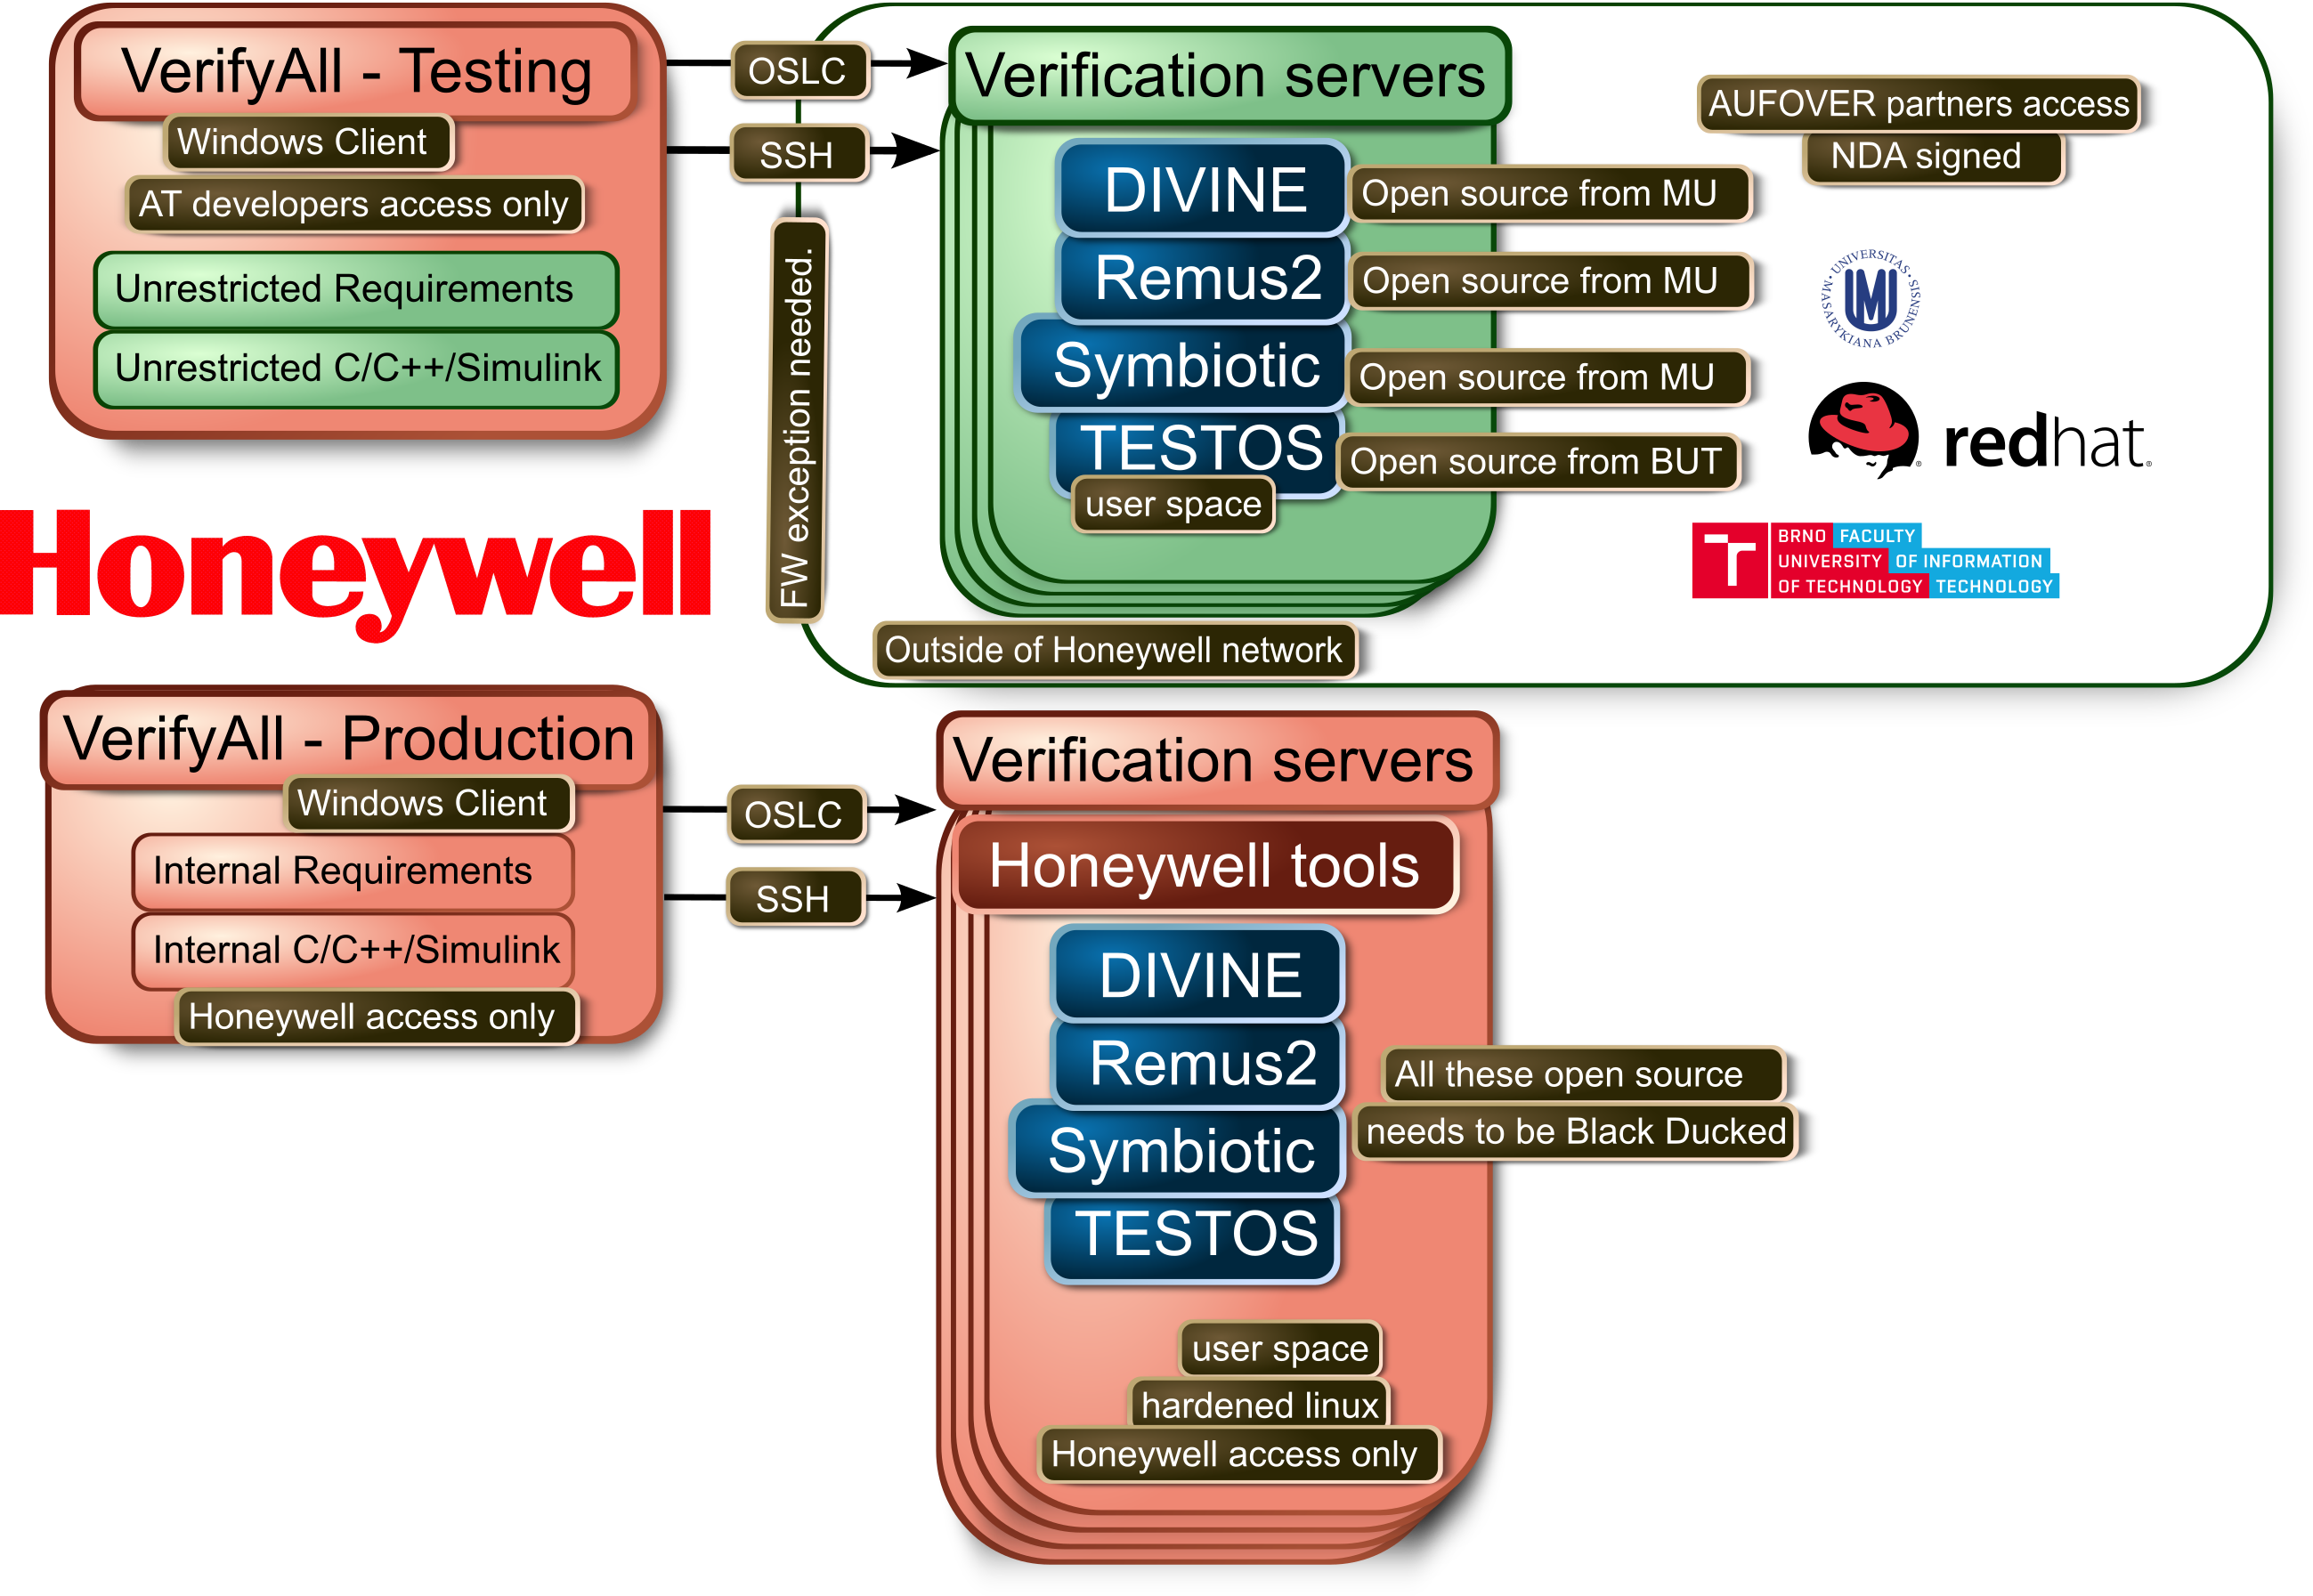 VerifyAll - Testing
Windows Client
AT developers access only
Unrestricted Requirements
Unrestricted C/C++/Simulink
OSLC
SSH
FW exception needed.
Verification servers
DIVINE
Open source from MU
Remus2
Open source from MU
Symbiotic
Open source from MU
TESTOS
Open source from BUT
user space
Outside of Honeywell network
AUFOVER partners access
NDA signed
UNIVERSITAS · MASARYKIANA BRUNENSIS ·
MU
redhat®
BRNO FACULTY
UNIVERSITY OF INFORMATION
OF TECHNOLOGY TECHNOLOGY
Honeywell
VerifyAll - Production
Windows Client
Internal Requirements
Internal C/C++/Simulink
Honeywell access only
OSLC
SSH
Verification servers
Honeywell tools
DIVINE
Remus2
Symbiotic
TESTOS
All these open source
needs to be Black Ducked
user space
hardened linux
Honeywell access only